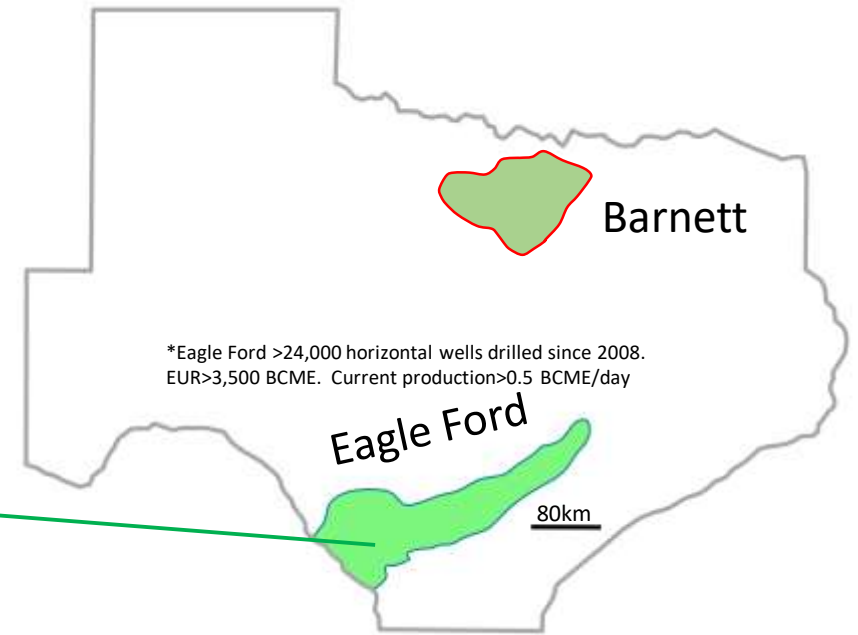 Barnett
*Eagle Ford >24,000 horizontal wells drilled since 2008.
EUR>3,500 BCME. Current production>0.5 BCME/day
Eagle Ford
80km